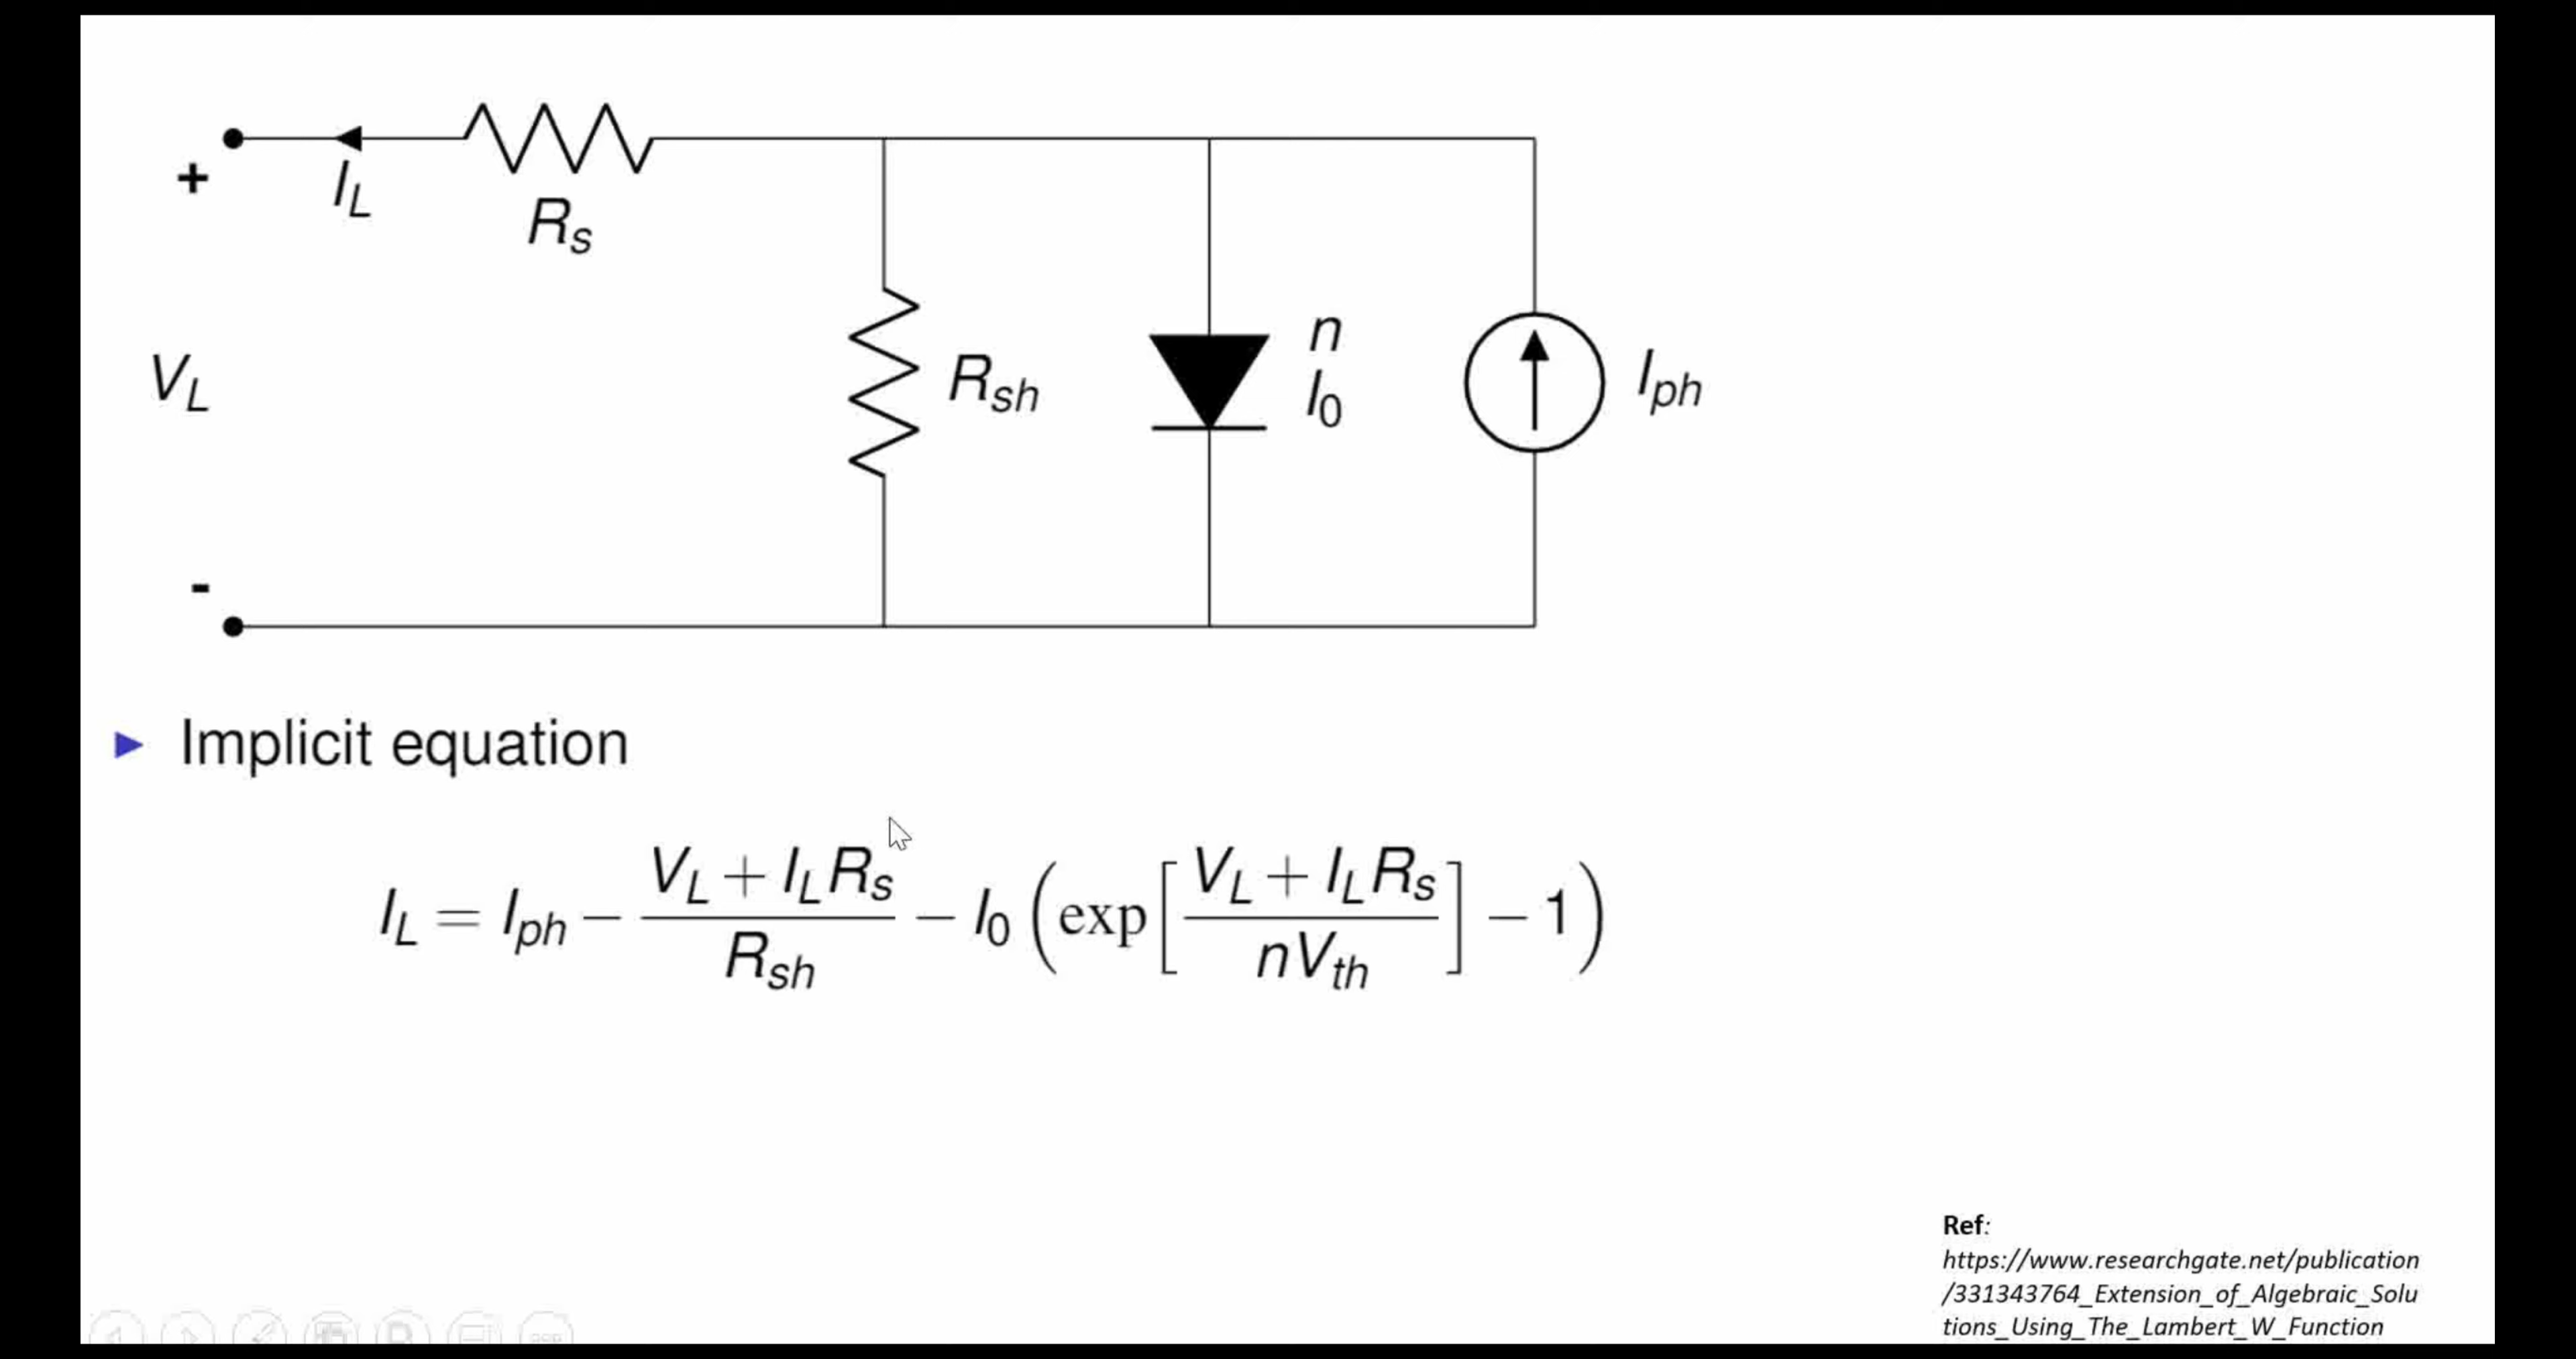 +
I_L
R_s
V_L
R_sh
n
I_0
I_ph
-
► Implicit equation
I_L = I_ph − (V_L + I_L R_s)/R_sh − I_0 (exp[(V_L + I_L R_s)/(nV_th)] − 1)
Ref:
https://www.researchgate.net/publication
/331343764_Extension_of_Algebraic_Solu
tions_Using_The_Lambert_W_Function